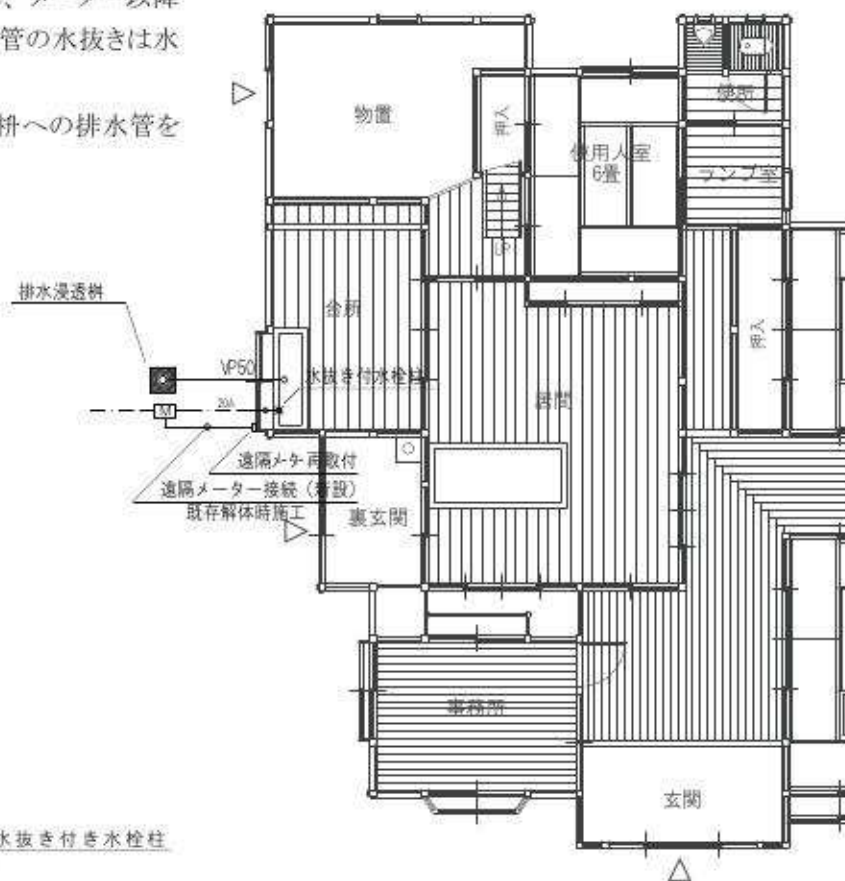 、メーター以降
管の水抜きは水
枡への排水管を
物置
押入
便所
使用人室
6畳
ランプ室
UP
排水浸透桝
台所
押入
VP50
水抜き付水栓柱
居間
M
20A
遠隔メーター再取付
遠隔メーター接続（新設）
既存解体時施工
裏玄関
事務所
玄関
水抜き付き水栓柱